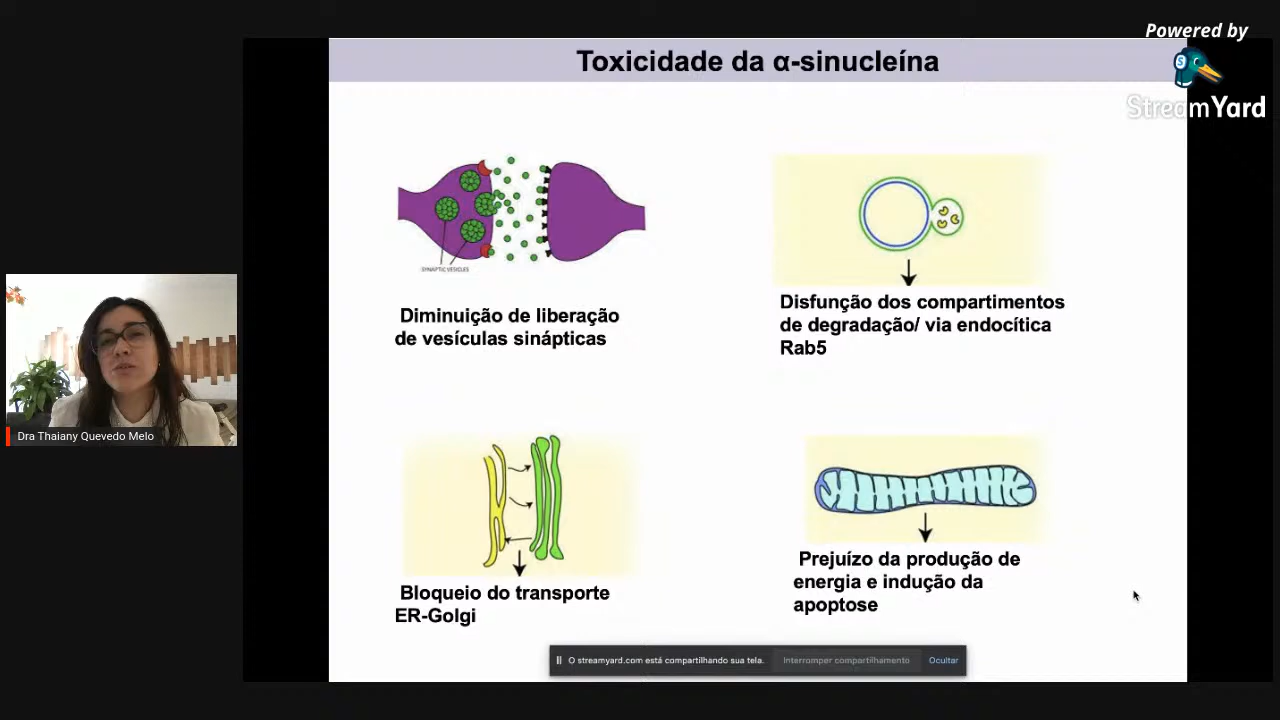 Powered by
StreamYard
Toxicidade da α-sinucleína
SYNAPTIC VESICLES
Diminuição de liberação
de vesículas sinápticas
Disfunção dos compartimentos
de degradação/ via endocítica
Rab5
Dra Thaiany Quevedo Melo
Bloqueio do transporte
ER-Golgi
Prejuízo da produção de
energia e indução da
apoptose
O streamyard.com está compartilhando sua tela.
Interromper compartilhamento
Ocultar